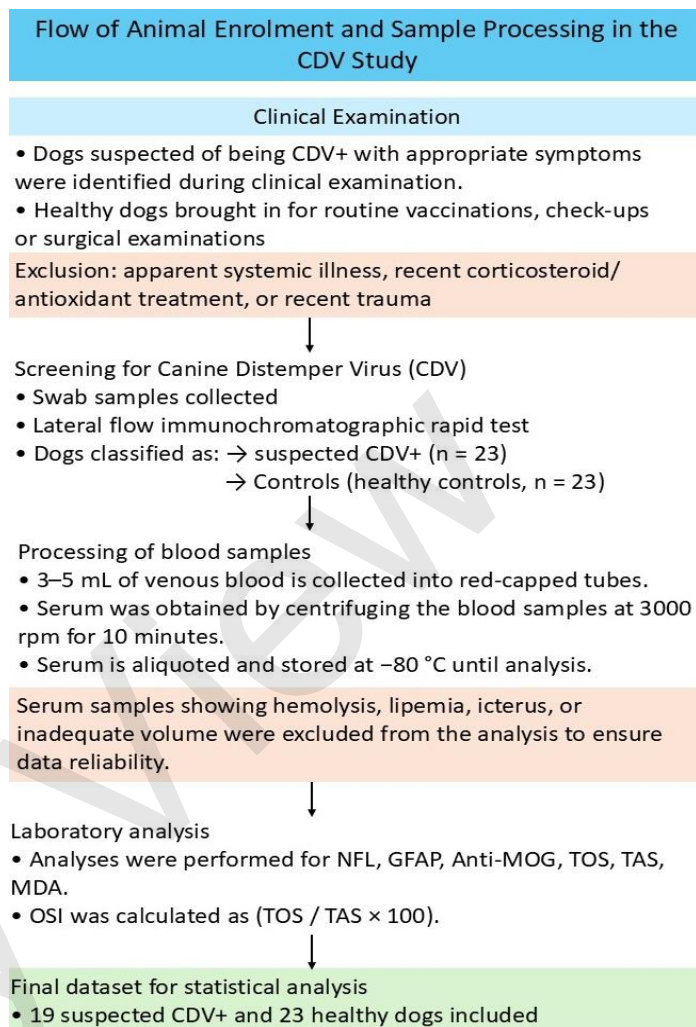 Flow of Animal Enrolment and Sample Processing in the
CDV Study
Clinical Examination
• Dogs suspected of being CDV+ with appropriate symptoms
were identified during clinical examination.
• Healthy dogs brought in for routine vaccinations, check-ups
or surgical examinations
Exclusion: apparent systemic illness, recent corticosteroid/
antioxidant treatment, or recent trauma
Screening for Canine Distemper Virus (CDV)
• Swab samples collected
• Lateral flow immunochromatographic rapid test
• Dogs classified as: → suspected CDV+ (n = 23)
→ Controls (healthy controls, n = 23)
Processing of blood samples
• 3–5 mL of venous blood is collected into red-capped tubes.
• Serum was obtained by centrifuging the blood samples at 3000
rpm for 10 minutes.
• Serum is aliquoted and stored at −80 °C until analysis.
Serum samples showing hemolysis, lipemia, icterus, or
inadequate volume were excluded from the analysis to ensure
data reliability.
Laboratory analysis
• Analyses were performed for NFL, GFAP, Anti-MOG, TOS, TAS,
MDA.
• OSI was calculated as (TOS / TAS × 100).
Final dataset for statistical analysis
• 19 suspected CDV+ and 23 healthy dogs included
View